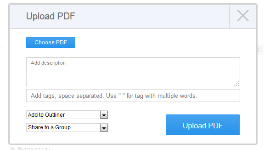 Upload PDF
Choose PDF
Add description
Add tags, space separated. Use " " for tag with multiple words.
Add to Outliner
Share to a Group
Upload PDF